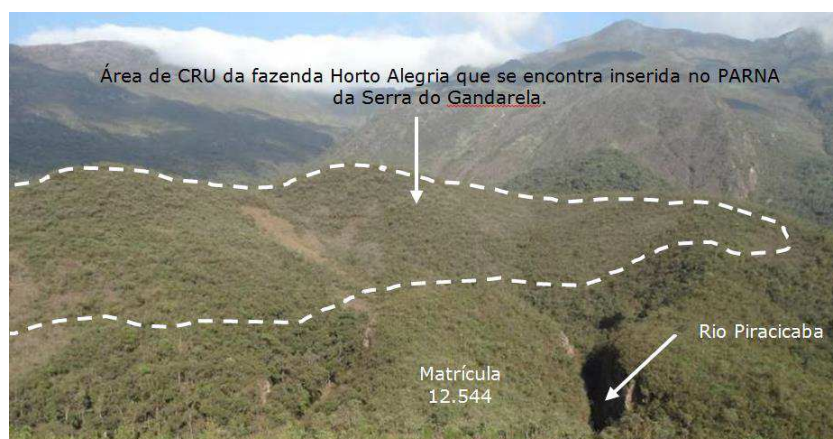 Área de CRU da fazenda Horto Alegria que se encontra inserida no PARNA
da Serra do Gandarela.
Rio Piracicaba
Matrícula
12.544